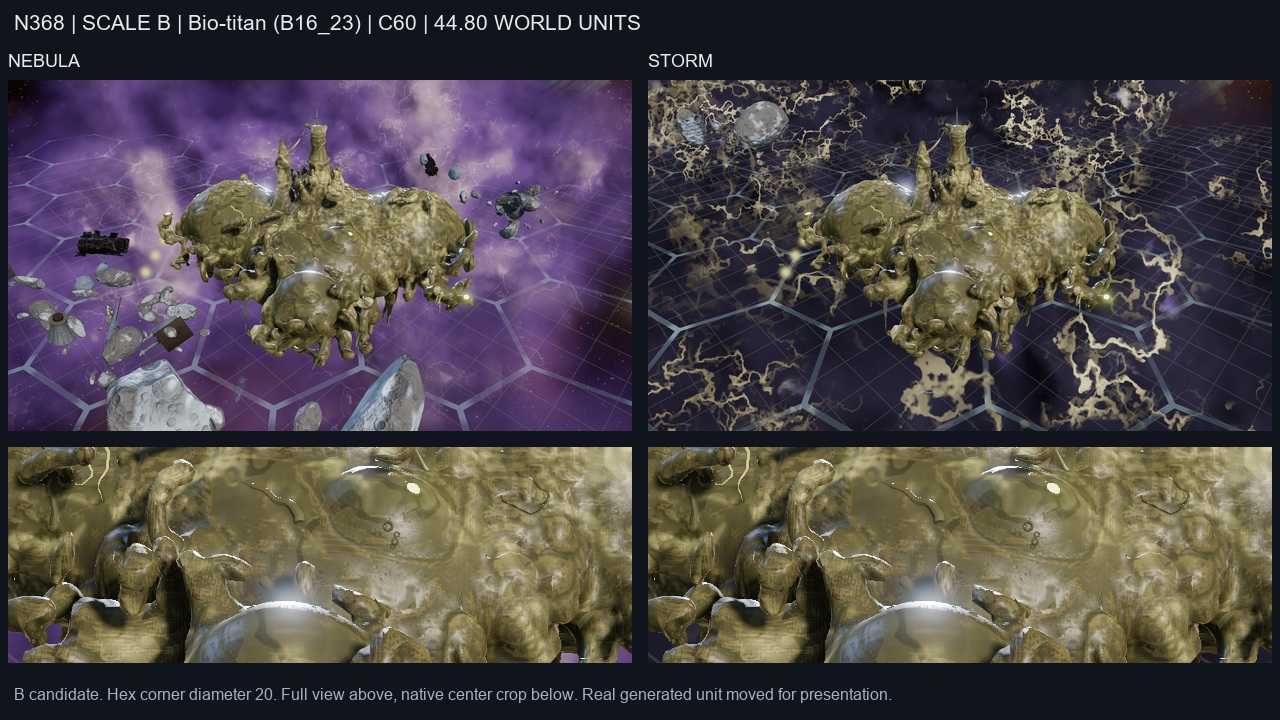 N368 | SCALE B | Bio-titan (B16_23) | C60 | 44.80 WORLD UNITS
NEBULA
STORM
B candidate. Hex corner diameter 20. Full view above, native center crop below. Real generated unit moved for presentation.